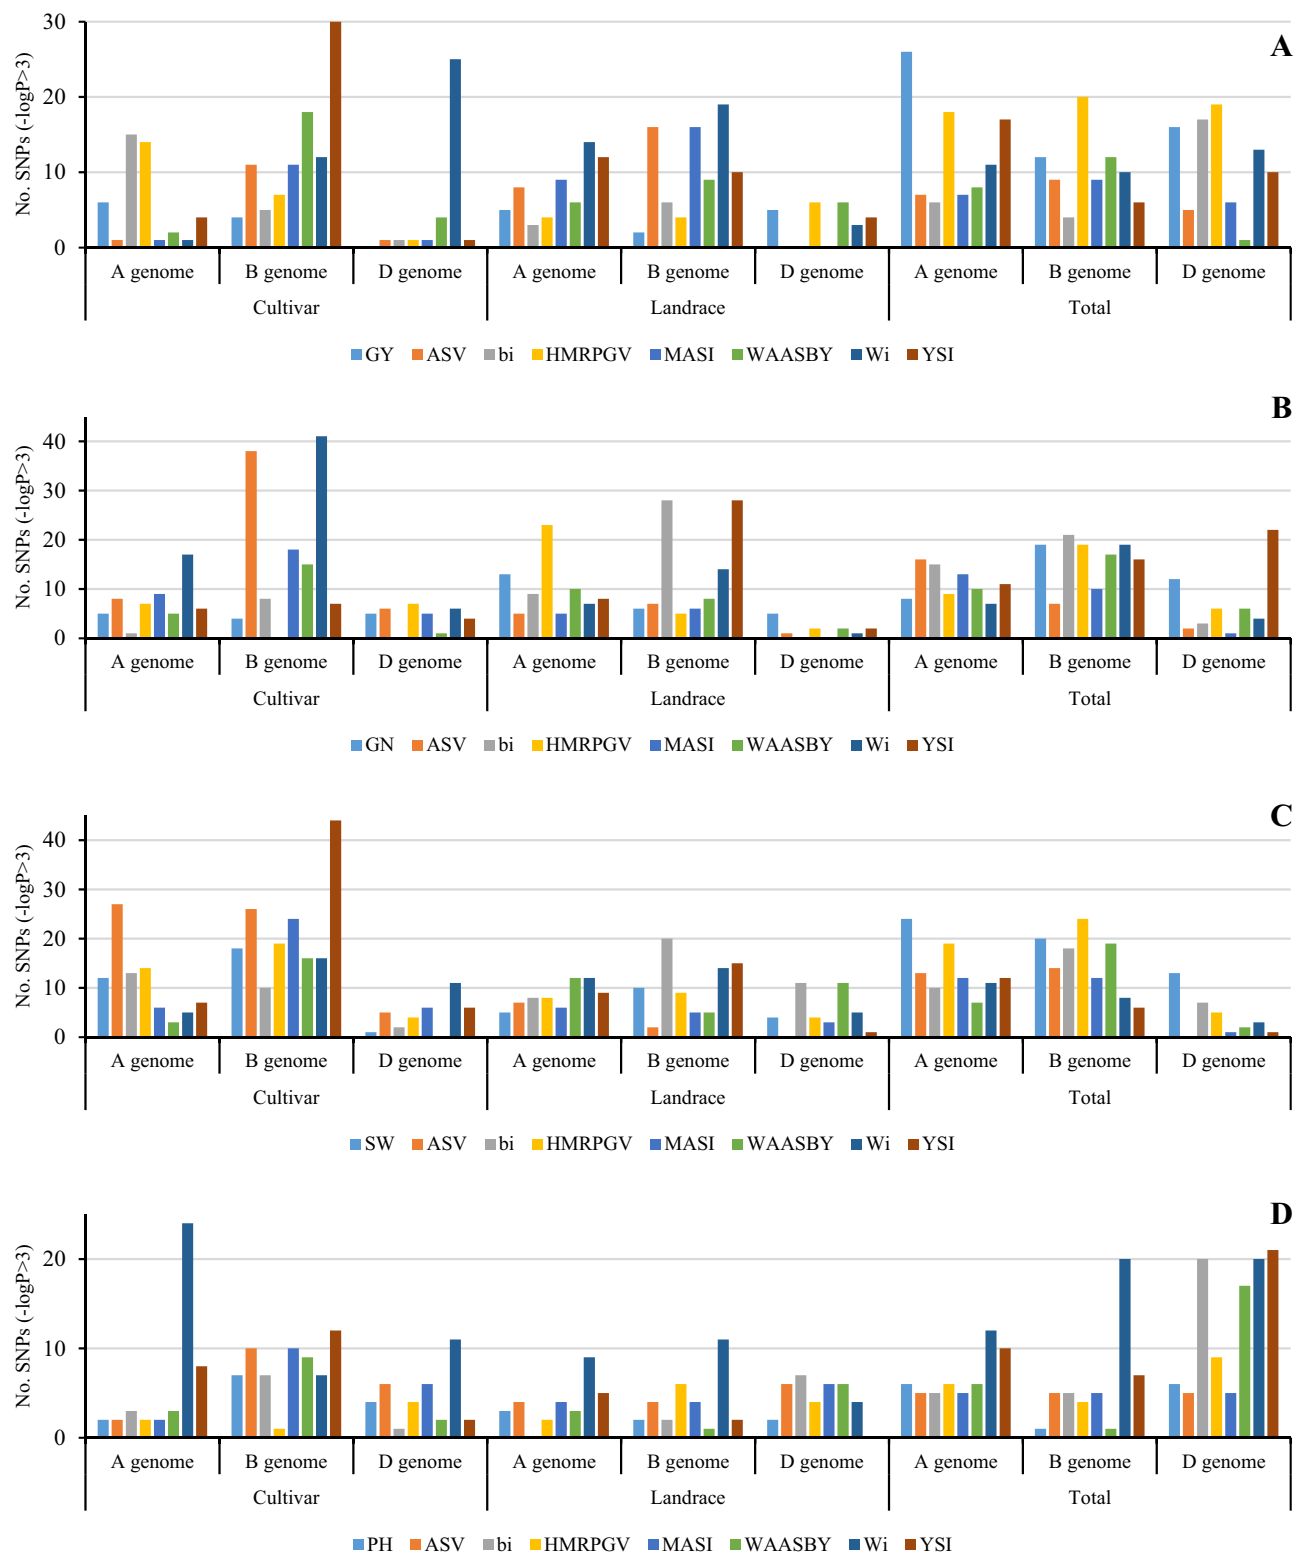 A
No. SNPs (-logP>3)
30
20
10
0
A genome B genome D genome A genome B genome D genome A genome B genome D genome
Cultivar Landrace Total
GY ASV bi HMRPGV MASI WAASBY Wi YSI
B
No. SNPs (-logP>3)
40
30
20
10
0
A genome B genome D genome A genome B genome D genome A genome B genome D genome
Cultivar Landrace Total
GN ASV bi HMRPGV MASI WAASBY Wi YSI
C
No. SNPs (-logP>3)
40
30
20
10
0
A genome B genome D genome A genome B genome D genome A genome B genome D genome
Cultivar Landrace Total
SW ASV bi HMRPGV MASI WAASBY Wi YSI
D
No. SNPs (-logP>3)
20
10
0
A genome B genome D genome A genome B genome D genome A genome B genome D genome
Cultivar Landrace Total
PH ASV bi HMRPGV MASI WAASBY Wi YSI